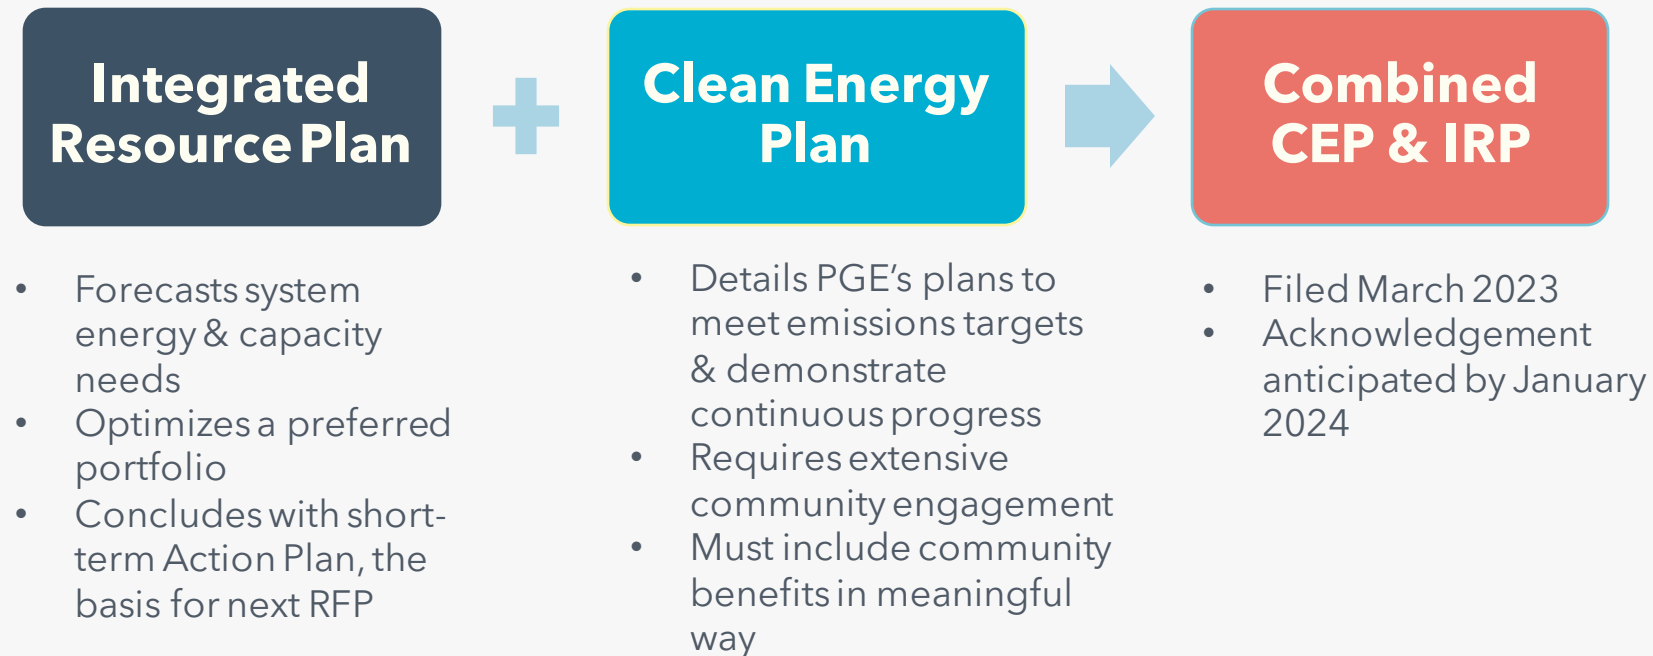 Integrated
Resource Plan
Clean Energy
Plan
Combined
CEP & IRP
• Forecasts system
energy & capacity
needs
• Optimizes a preferred
portfolio
• Concludes with short-
term Action Plan, the
basis for next RFP
• Details PGE’s plans to
meet emissions targets
& demonstrate
continuous progress
• Requires extensive
community engagement
• Must include community
benefits in meaningful
way
• Filed March 2023
• Acknowledgement
anticipated by January
2024